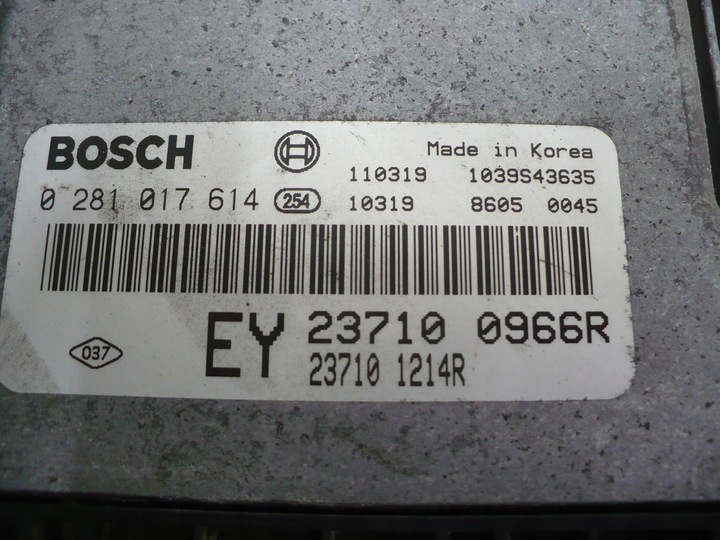 BOSCH
Made in Korea
110319 1039S43635
0 281 017 614 254 10319 8605 0045
EY 23710 0966R
037 23710 1214R